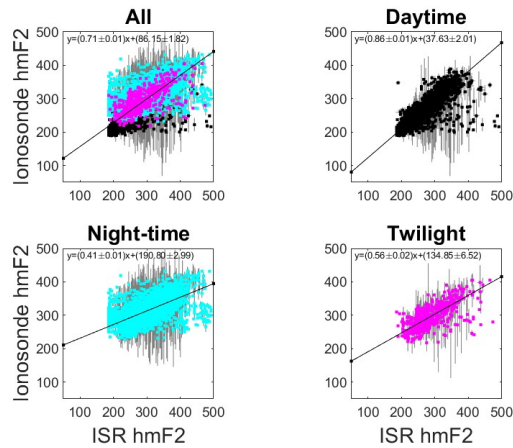 All
y=(0.71±0.01)x+(86.15±1.82)
500
400
300
200
100
Ionosonde hmF2
100 200 300 400 500
Daytime
y=(0.86±0.01)x+(37.63±2.01)
500
400
300
200
100
100 200 300 400 500
Night-time
y=(0.41±0.01)x+(190.80±2.99)
500
400
300
200
100
Ionosonde hmF2
100 200 300 400 500
ISR hmF2
Twilight
y=(0.56±0.02)x+(134.85±6.52)
500
400
300
200
100
100 200 300 400 500
ISR hmF2